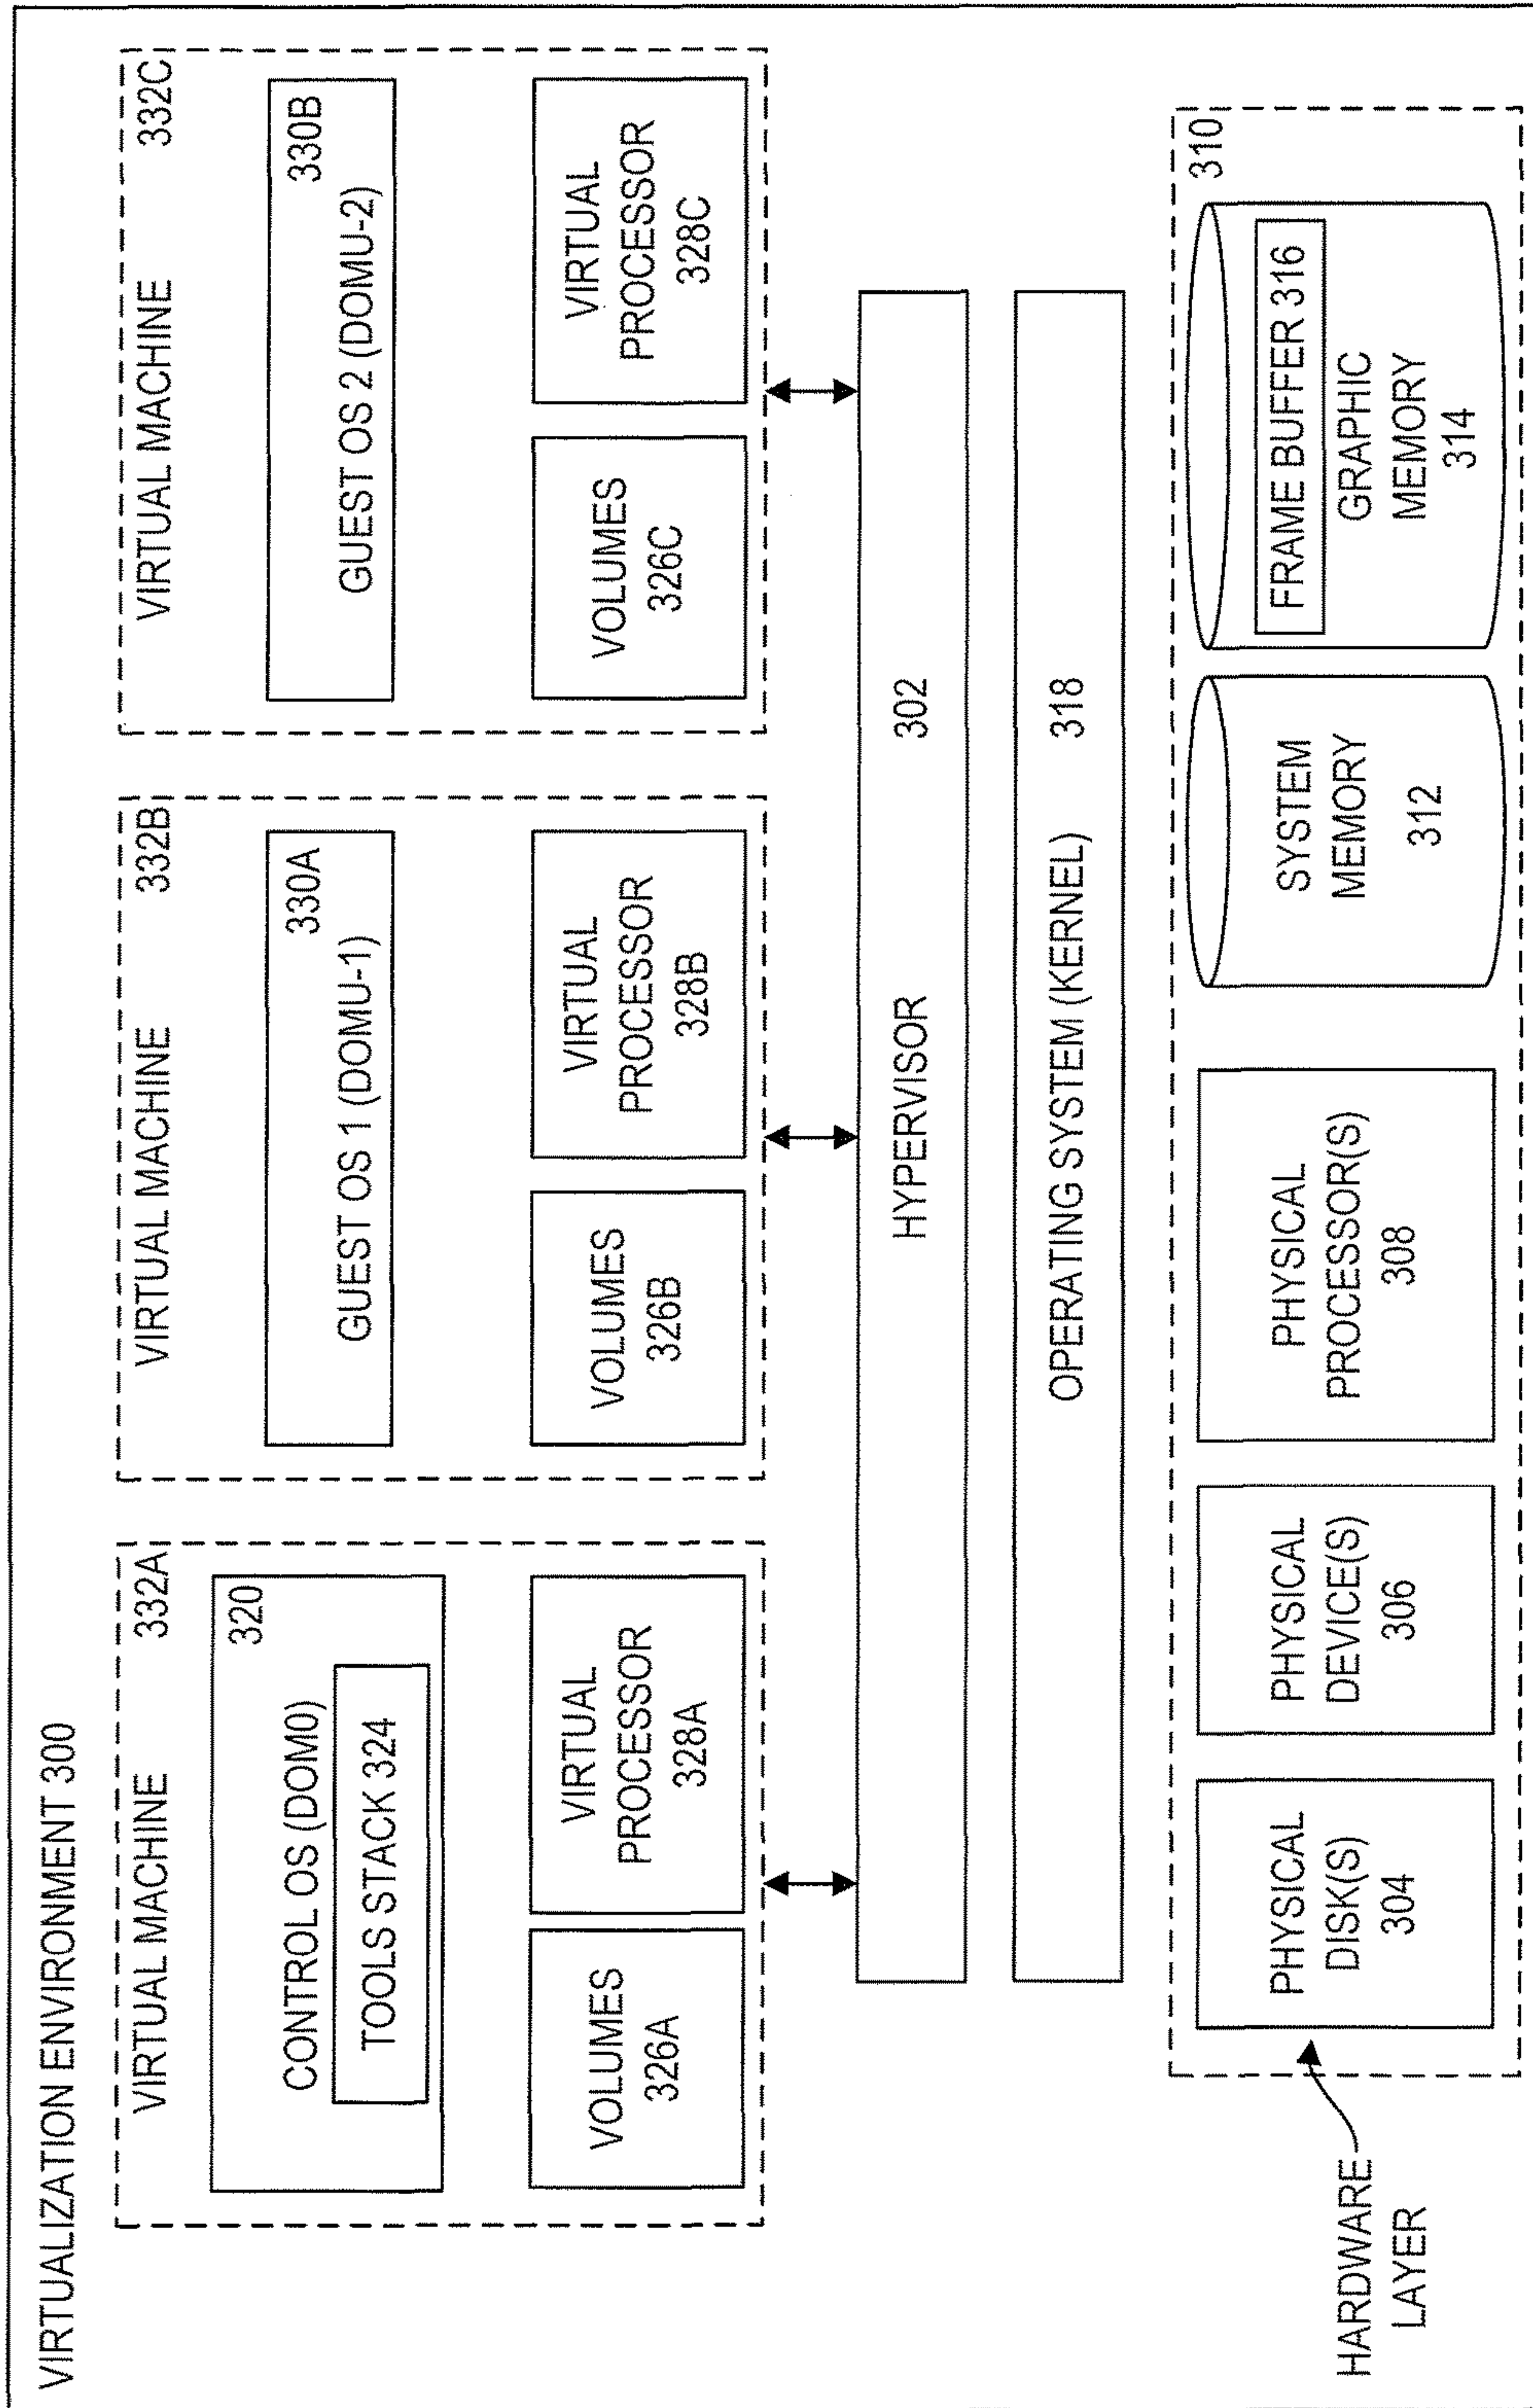 VIRTUALIZATION ENVIRONMENT 300
VIRTUAL MACHINE 332A
320
CONTROL OS (DOM0)
TOOLS STACK 324
VOLUMES
326A
VIRTUAL
PROCESSOR
328A
VIRTUAL MACHINE 332B
330A
GUEST OS 1 (DOMU-1)
VOLUMES
326B
VIRTUAL
PROCESSOR
328B
VIRTUAL MACHINE 332C
330B
GUEST OS 2 (DOMU-2)
VOLUMES
326C
VIRTUAL
PROCESSOR
328C
HYPERVISOR 302
OPERATING SYSTEM (KERNEL) 318
HARDWARE
LAYER
310
PHYSICAL
DISK(S)
304
PHYSICAL
DEVICE(S)
306
PHYSICAL
PROCESSOR(S)
308
SYSTEM
MEMORY
312
FRAME BUFFER 316
GRAPHIC
MEMORY
314